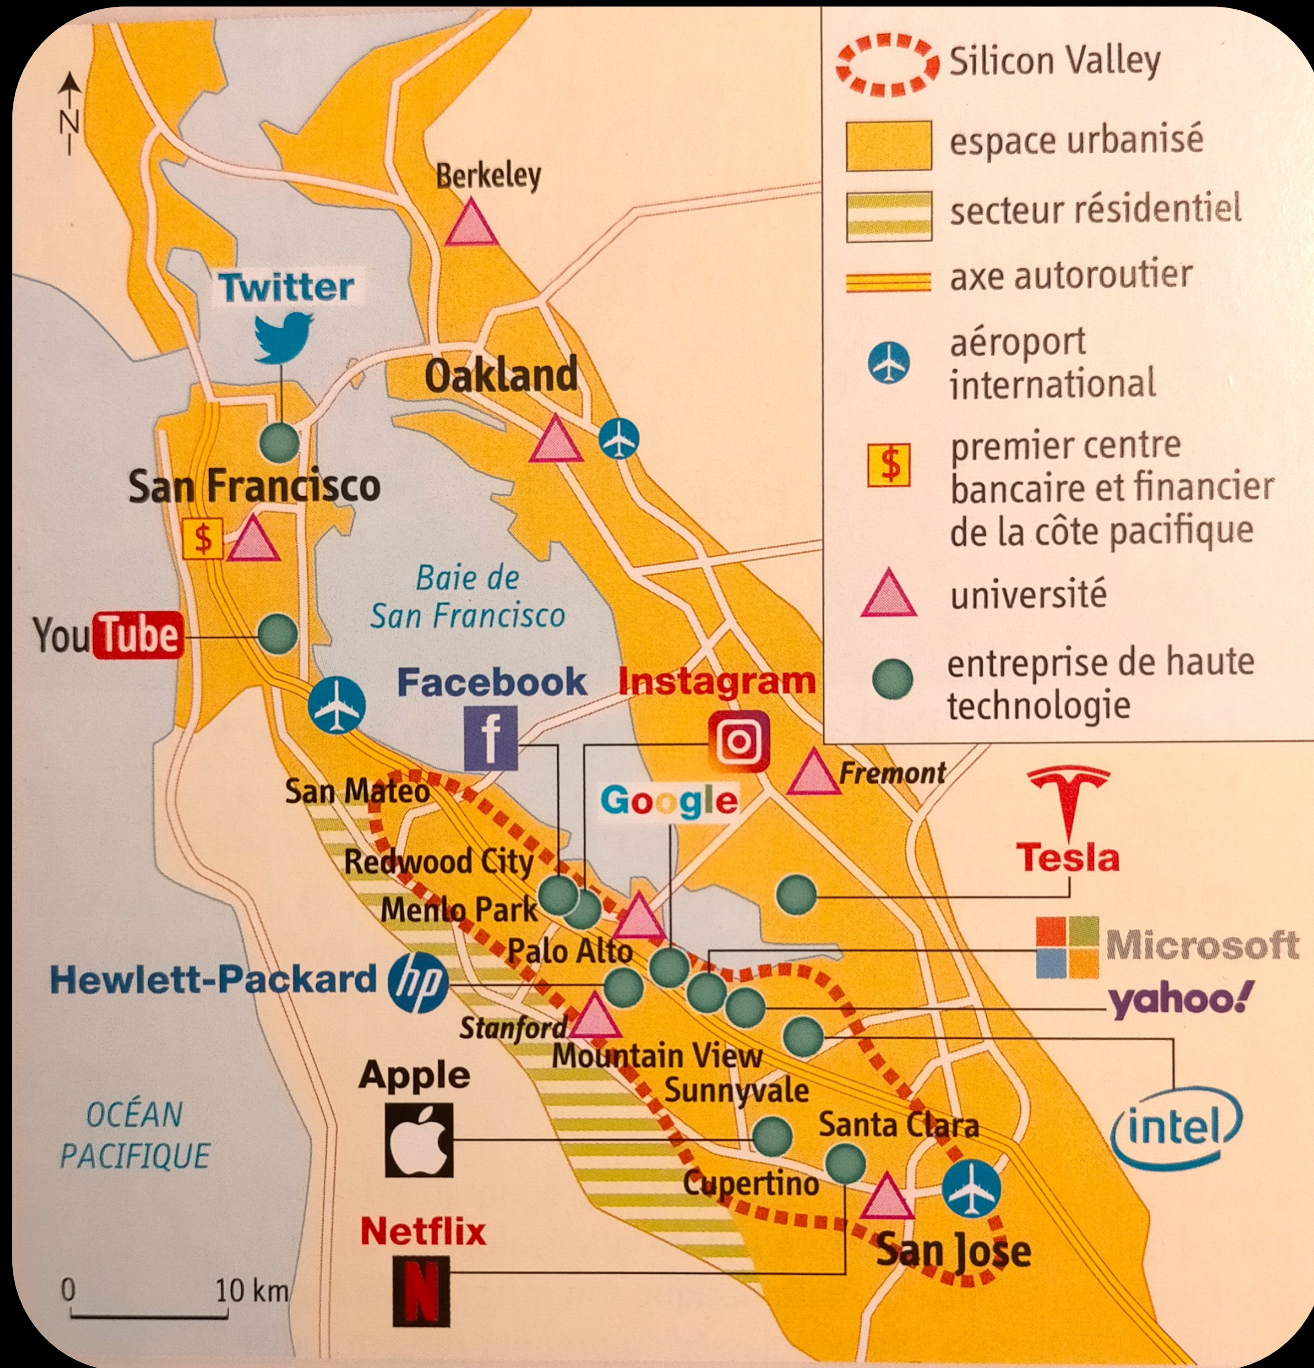 Silicon Valley
espace urbanisé
secteur résidentiel
axe autoroutier
aéroport
international
$
premier centre
bancaire et financier
de la côte pacifique
université
entreprise de haute
technologie
N
Berkeley
Twitter
Oakland
San Francisco
$
Baie de
San Francisco
YouTube
Facebook
f
Instagram
Google
Fremont
San Mateo
Tesla
Redwood City
Menlo Park
Palo Alto
Microsoft
Hewlett-Packard
hp
yahoo!
Stanford
Mountain View
Sunnyvale
Apple
OCÉAN
PACIFIQUE
Santa Clara
intel
Cupertino
Netflix
N
San Jose
0 10 km